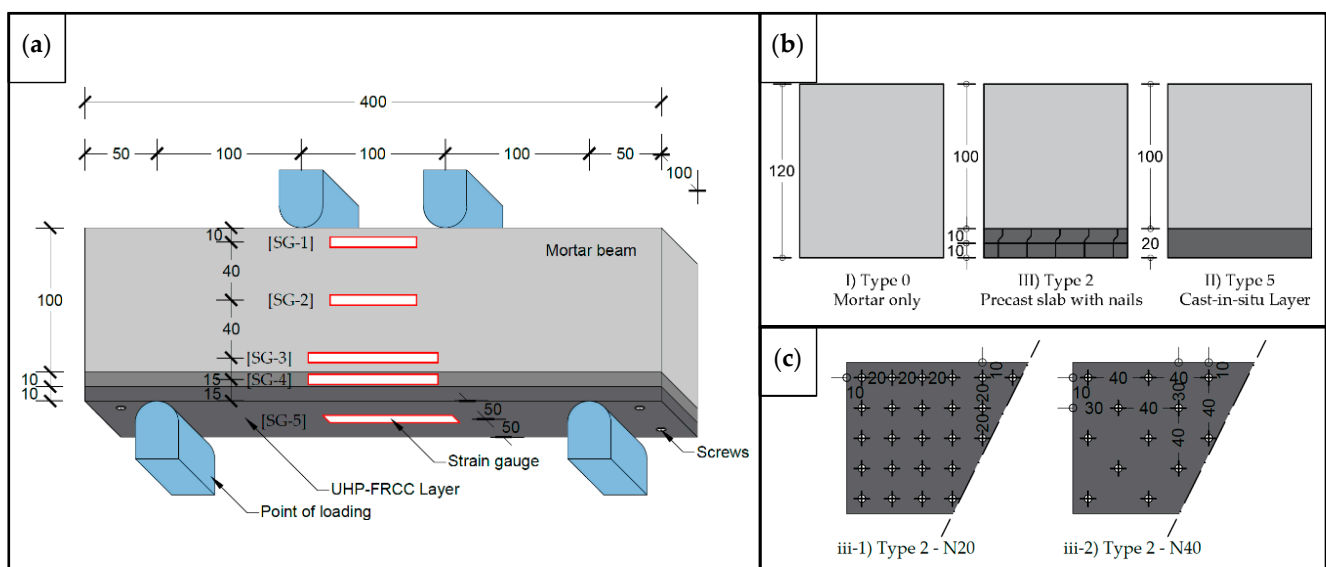 (a)
400
50
100
100
100
50
100
10
[SG-1]
Mortar beam
40
[SG-2]
100
40
[SG-3]
10
15
[SG-4]
10
15
50
[SG-5]
50
Screws
Strain gauge
UHP-FRCC Layer
Point of loading
(b)
120
100
10
10
100
20
I) Type 0
Mortar only
III) Type 2
Precast slab with nails
II) Type 5
Cast-in-situ Layer
(c)
10
20
20
20
10
20
20
iii-1) Type 2 - N20
10
40
40
10
30
40
30
40
40
iii-2) Type 2 - N40